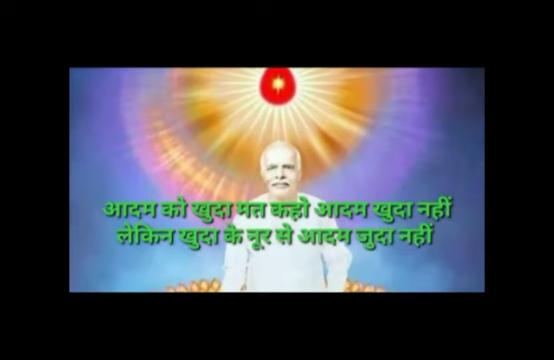 आदम को खुदा मत कहो आदम खुदा नहीं
लेकिन खुदा के नूर से आदम जुदा नहीं